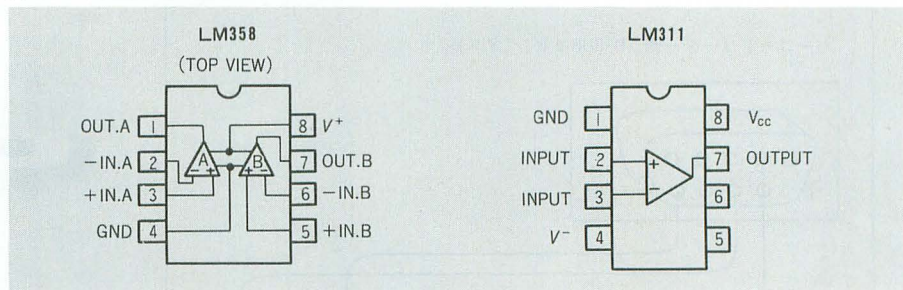 LM358
(TOP VIEW)
OUT.A 1
8 V⁺
−IN.A 2
7 OUT.B
+IN.A 3
6 −IN.B
GND 4
5 +IN.B
A
B
− +
+ −
LM311
GND 1
8 Vcc
INPUT 2
7 OUTPUT
INPUT 3
6
V⁻ 4
5
+
−